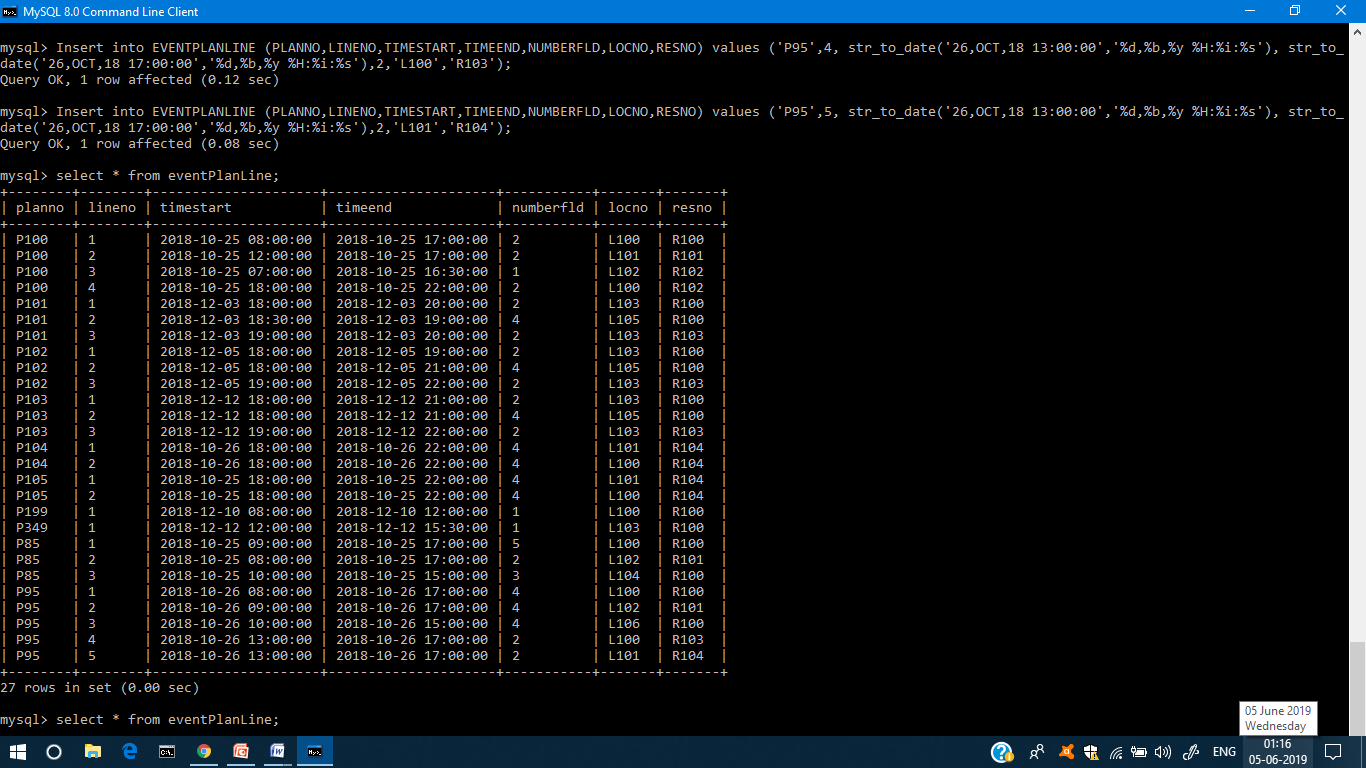 MySQL 8.0 Command Line Client
mysql> Insert into EVENTPLANLINE (PLANNO,LINENO,TIMESTART,TIMEEND,NUMBERFLD,LOCNO,RESNO) values ('P95',4, str_to_date('26,OCT,18 13:00:00','%d,%b,%y %H:%i:%s'), str_to_
date('26,OCT,18 17:00:00','%d,%b,%y %H:%i:%s'),2,'L100','R103');
Query OK, 1 row affected (0.12 sec)
mysql> Insert into EVENTPLANLINE (PLANNO,LINENO,TIMESTART,TIMEEND,NUMBERFLD,LOCNO,RESNO) values ('P95',5, str_to_date('26,OCT,18 13:00:00','%d,%b,%y %H:%i:%s'), str_to_
date('26,OCT,18 17:00:00','%d,%b,%y %H:%i:%s'),2,'L101','R104');
Query OK, 1 row affected (0.08 sec)
mysql> select * from eventPlanLine;
+--------+--------+---------------------+---------------------+-----------+-------+-------+
| planno | lineno | timestart           | timeend             | numberfld | locno | resno |
+--------+--------+---------------------+---------------------+-----------+-------+-------+
| P100   | 1      | 2018-10-25 08:00:00 | 2018-10-25 17:00:00 | 2         | L100  | R100  |
| P100   | 2      | 2018-10-25 12:00:00 | 2018-10-25 17:00:00 | 2         | L101  | R101  |
| P100   | 3      | 2018-10-25 07:00:00 | 2018-10-25 16:30:00 | 1         | L102  | R102  |
| P100   | 4      | 2018-10-25 18:00:00 | 2018-10-25 22:00:00 | 2         | L100  | R102  |
| P101   | 1      | 2018-12-03 18:00:00 | 2018-12-03 20:00:00 | 2         | L103  | R100  |
| P101   | 2      | 2018-12-03 18:30:00 | 2018-12-03 19:00:00 | 4         | L105  | R100  |
| P101   | 3      | 2018-12-03 19:00:00 | 2018-12-03 20:00:00 | 2         | L103  | R103  |
| P102   | 1      | 2018-12-05 18:00:00 | 2018-12-05 19:00:00 | 2         | L103  | R100  |
| P102   | 2      | 2018-12-05 18:00:00 | 2018-12-05 21:00:00 | 4         | L105  | R100  |
| P102   | 3      | 2018-12-05 19:00:00 | 2018-12-05 22:00:00 | 2         | L103  | R103  |
| P103   | 1      | 2018-12-12 18:00:00 | 2018-12-12 21:00:00 | 2         | L103  | R100  |
| P103   | 2      | 2018-12-12 18:00:00 | 2018-12-12 21:00:00 | 4         | L105  | R100  |
| P103   | 3      | 2018-12-12 19:00:00 | 2018-12-12 22:00:00 | 2         | L103  | R103  |
| P104   | 1      | 2018-10-26 18:00:00 | 2018-10-26 22:00:00 | 4         | L101  | R104  |
| P104   | 2      | 2018-10-26 18:00:00 | 2018-10-26 22:00:00 | 4         | L100  | R104  |
| P105   | 1      | 2018-10-25 18:00:00 | 2018-10-25 22:00:00 | 4         | L101  | R104  |
| P105   | 2      | 2018-10-25 18:00:00 | 2018-10-25 22:00:00 | 4         | L100  | R104  |
| P199   | 1      | 2018-12-10 08:00:00 | 2018-12-10 12:00:00 | 1         | L100  | R100  |
| P349   | 1      | 2018-12-12 12:00:00 | 2018-12-12 15:30:00 | 1         | L103  | R100  |
| P85    | 1      | 2018-10-25 09:00:00 | 2018-10-25 17:00:00 | 5         | L100  | R100  |
| P85    | 2      | 2018-10-25 08:00:00 | 2018-10-25 17:00:00 | 2         | L102  | R101  |
| P85    | 3      | 2018-10-25 10:00:00 | 2018-10-25 15:00:00 | 3         | L104  | R100  |
| P95    | 1      | 2018-10-26 08:00:00 | 2018-10-26 17:00:00 | 4         | L100  | R100  |
| P95    | 2      | 2018-10-26 09:00:00 | 2018-10-26 17:00:00 | 4         | L102  | R101  |
| P95    | 3      | 2018-10-26 10:00:00 | 2018-10-26 15:00:00 | 4         | L106  | R100  |
| P95    | 4      | 2018-10-26 13:00:00 | 2018-10-26 17:00:00 | 2         | L100  | R103  |
| P95    | 5      | 2018-10-26 13:00:00 | 2018-10-26 17:00:00 | 2         | L101  | R104  |
+--------+--------+---------------------+---------------------+-----------+-------+-------+
27 rows in set (0.00 sec)
mysql> select * from eventPlanLine;
05 June 2019
Wednesday
ENG
01:16
05-06-2019